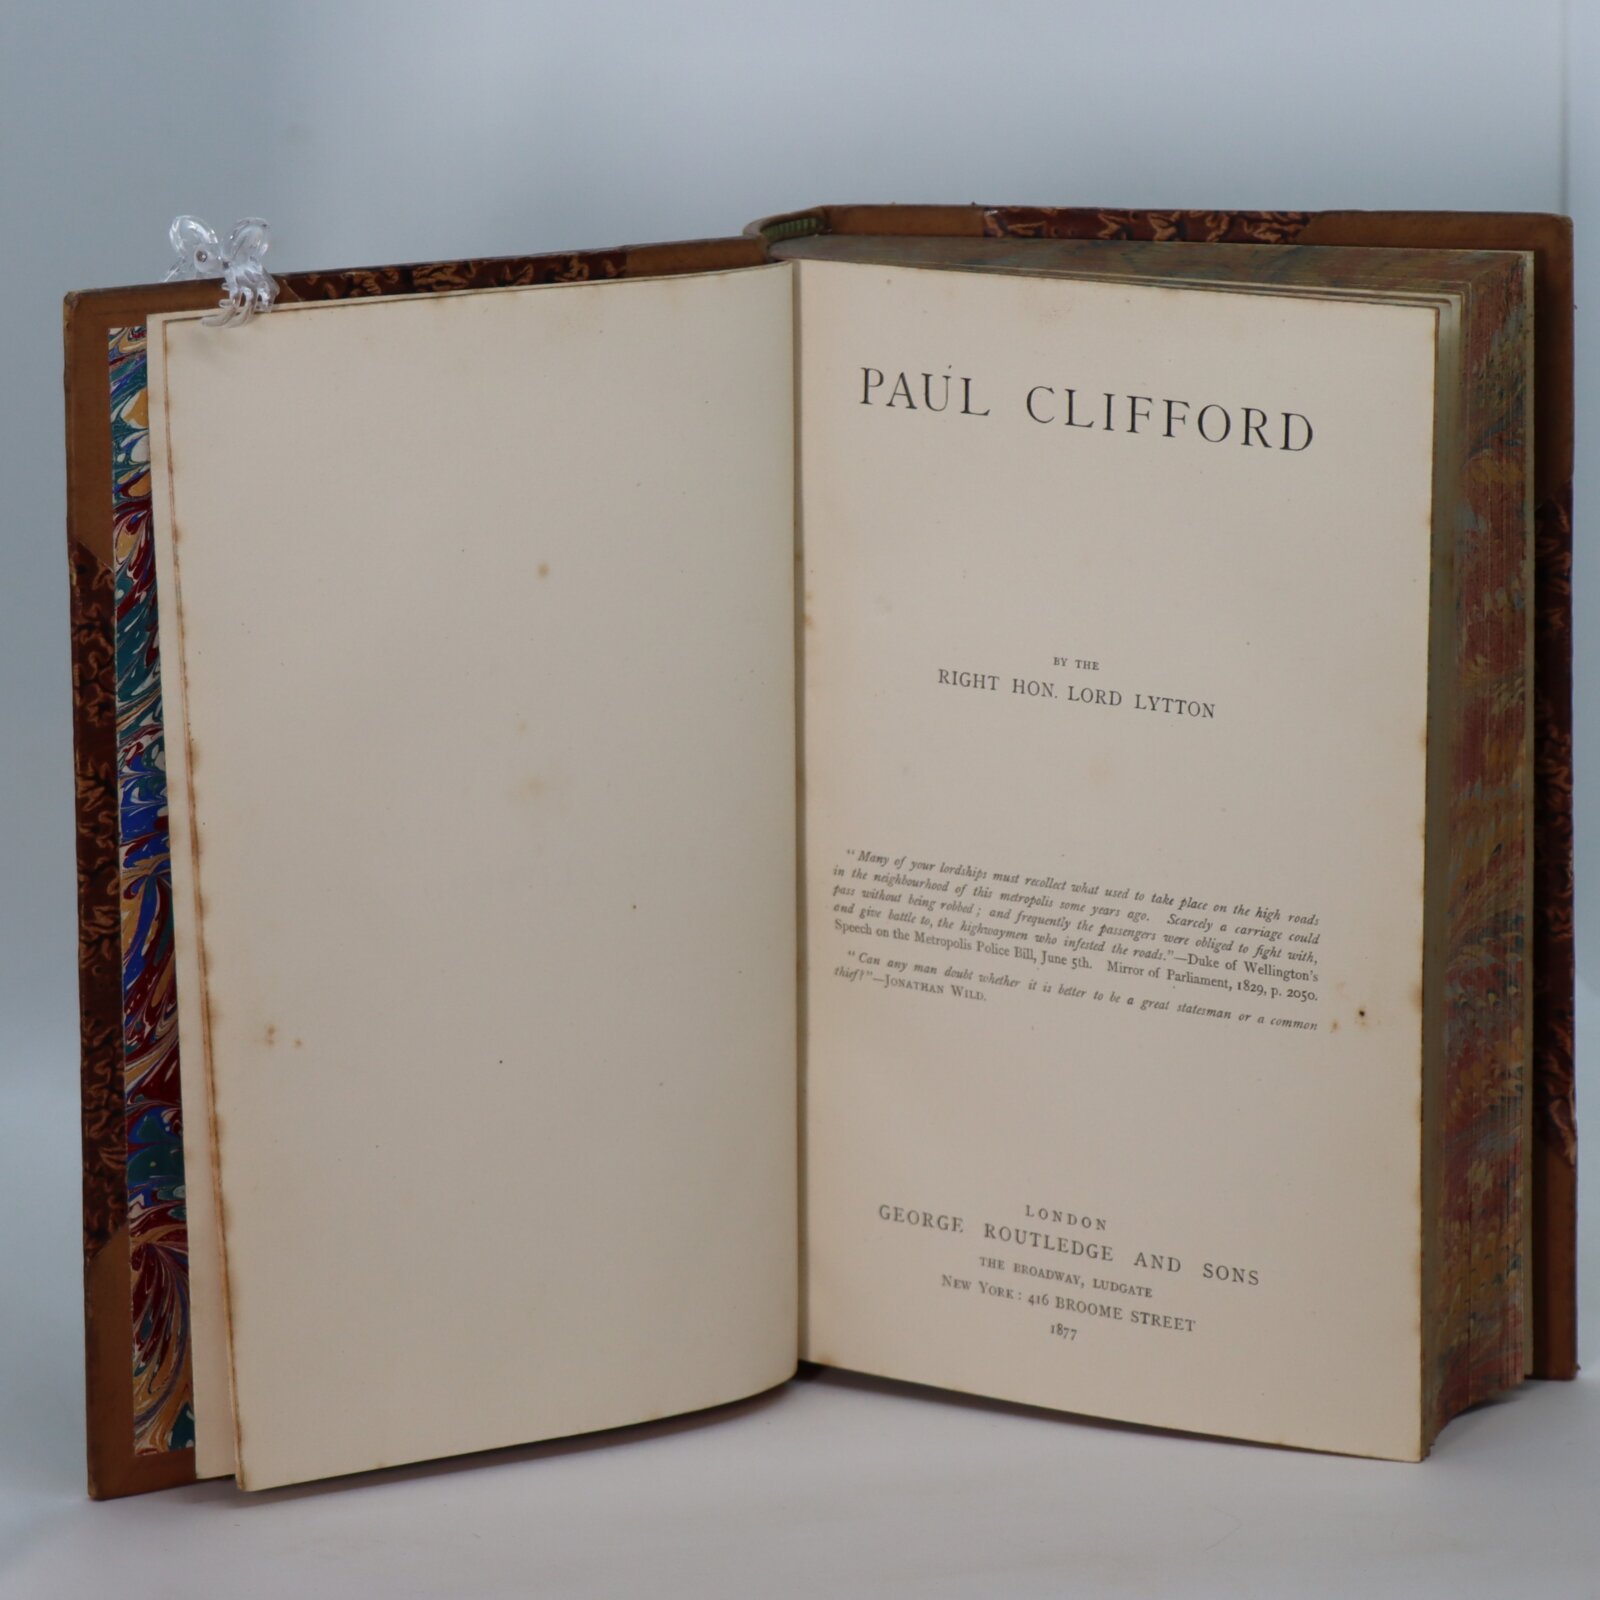 PAUL CLIFFORD
BY THE
RIGHT HON. LORD LYTTON
"Many of your lordships must recollect what used to take place on the high roads
in the neighbourhood of this metropolis some years ago. Scarcely a carriage could
pass without being robbed; and frequently the passengers were obliged to fight with,
and give battle to, the highwaymen who infested the roads."—Duke of Wellington's
Speech on the Metropolis Police Bill, June 5th. Mirror of Parliament, 1829, p. 2050.
"Can any man doubt whether it is better to be a great statesman or a common
thief?"—JONATHAN WILD.
LONDON
GEORGE ROUTLEDGE AND SONS
THE BROADWAY, LUDGATE
NEW YORK: 416 BROOME STREET
1877